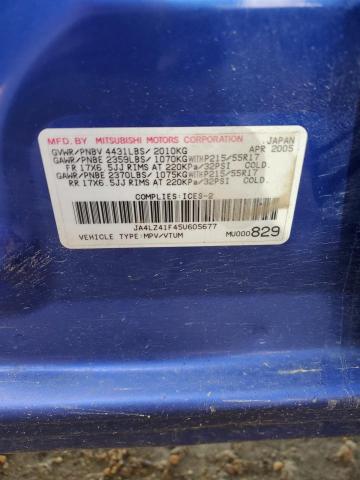 MFD. BY MITSUBISHI MOTORS CORPORATION JAPAN
GVWR/PNBV 4431LBS/ 2010KG APR 2005
GAWR/PNBE 2359LBS/ 1070KG WITH P215/55R17
FR 17X6.5JJ RIMS AT 220KPa/32PSI COLD.
GAWR/PNBE 2370LBS/ 1075KG WITH P215/55R17
RR 17X6.5JJ RIMS AT 220KPa/32PSI COLD.
COMPLIES:ICES-2
JA4LZ41F45U605677
VEHICLE TYPE:MPV/VTUM MU000829